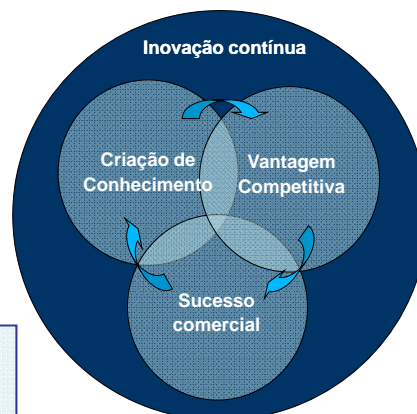 Inovação contínua
Criação de
Conhecimento
Vantagem
Competitiva
Sucesso
comercial